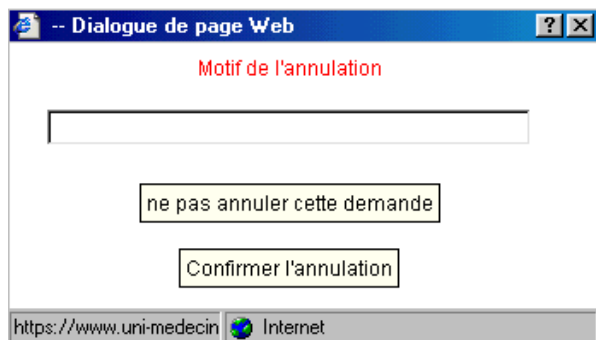 -- Dialogue de page Web
Motif de l'annulation
ne pas annuler cette demande
Confirmer l'annulation
https://www.uni-medecin Internet